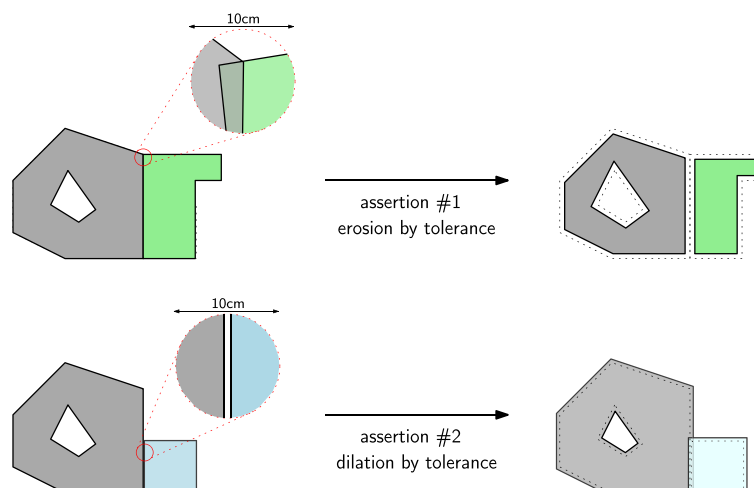 10cm
assertion #1
erosion by tolerance
10cm
assertion #2
dilation by tolerance